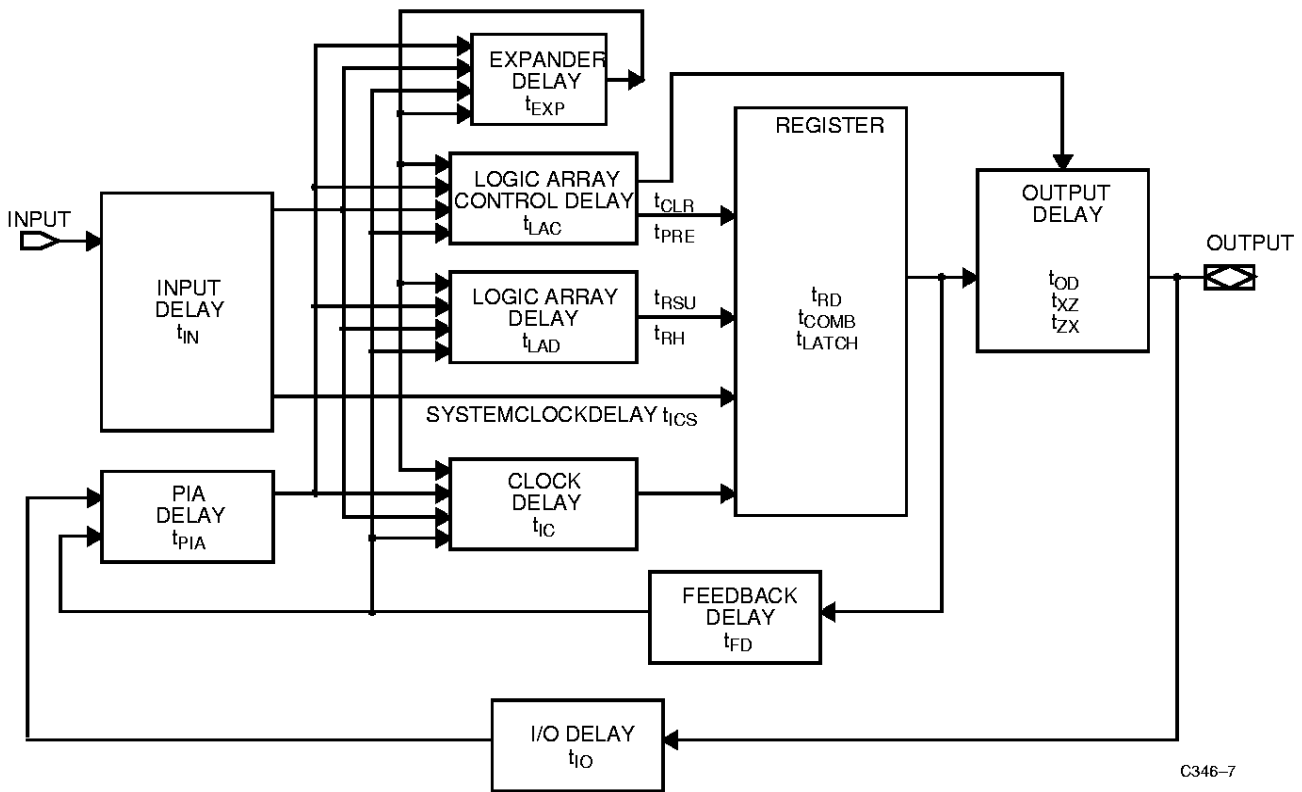 EXPANDER
DELAY
tEXP
REGISTER
LOGIC ARRAY
CONTROL DELAY
tLAC
tCLR
tPRE
OUTPUT
DELAY
tOD
tXZ
tZX
INPUT
OUTPUT
INPUT
DELAY
tIN
LOGIC ARRAY
DELAY
tLAD
tRSU
tRH
tRD
tCOMB
tLATCH
SYSTEMCLOCKDELAY tICS
PIA
DELAY
tPIA
CLOCK
DELAY
tIC
FEEDBACK
DELAY
tFD
I/O DELAY
tIO
C346–7